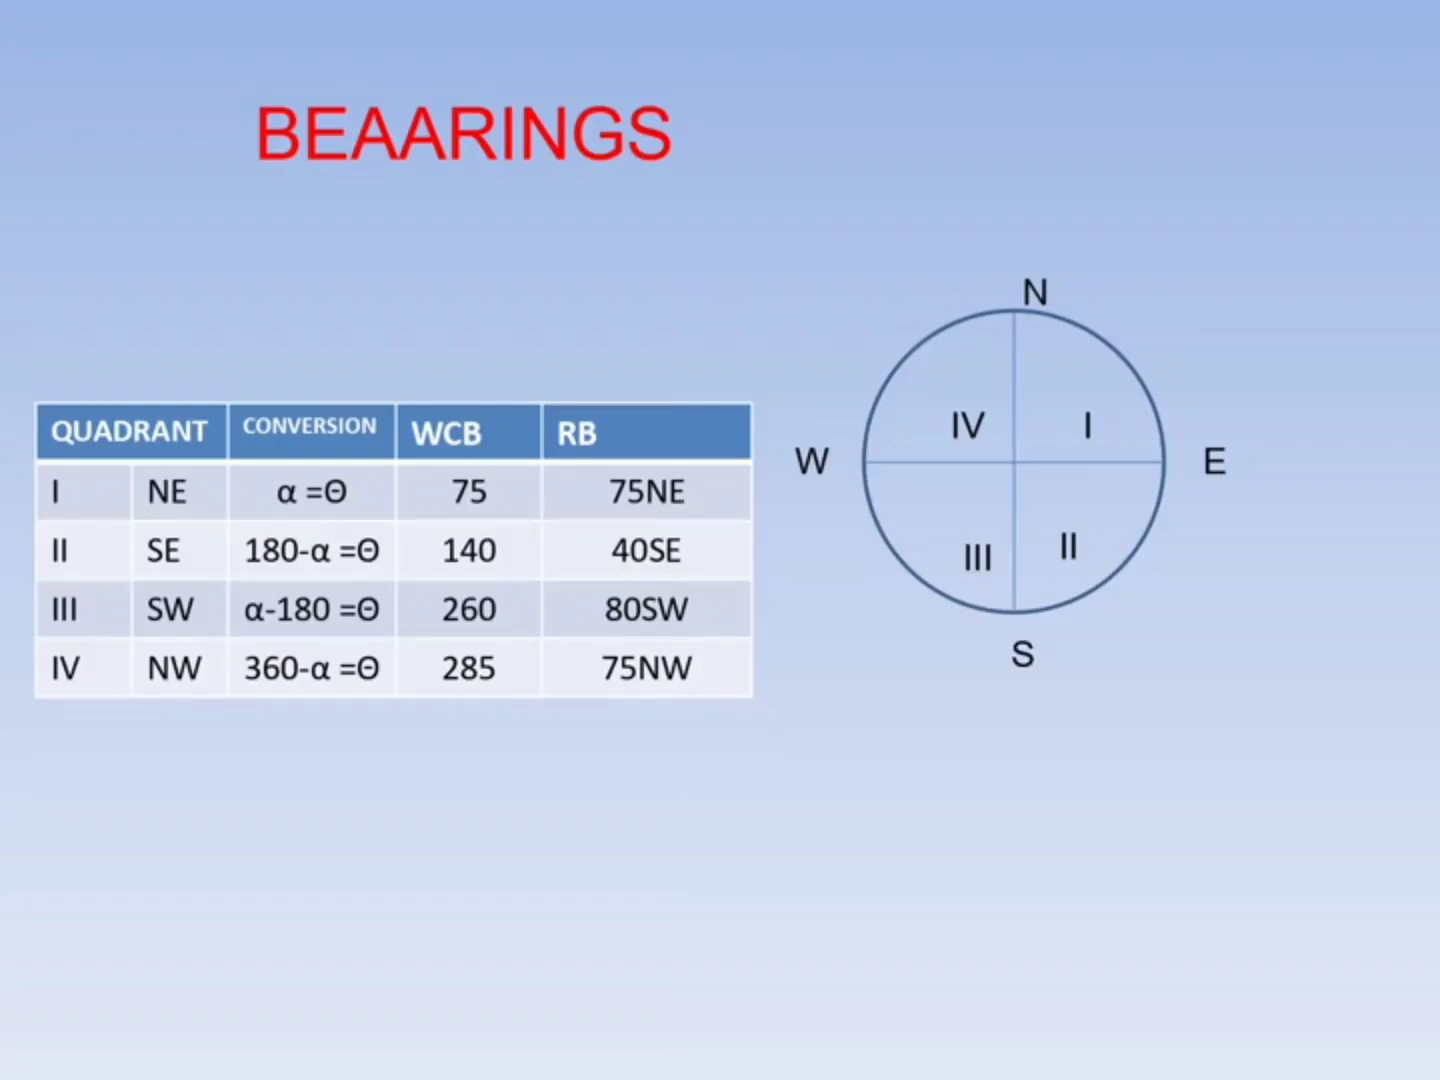 BEAARINGS
QUADRANT CONVERSION WCB RB
I NE α =Θ 75 75NE
II SE 180-α =Θ 140 40SE
III SW α-180 =Θ 260 80SW
IV NW 360-α =Θ 285 75NW
N
IV I
W E
III II
S